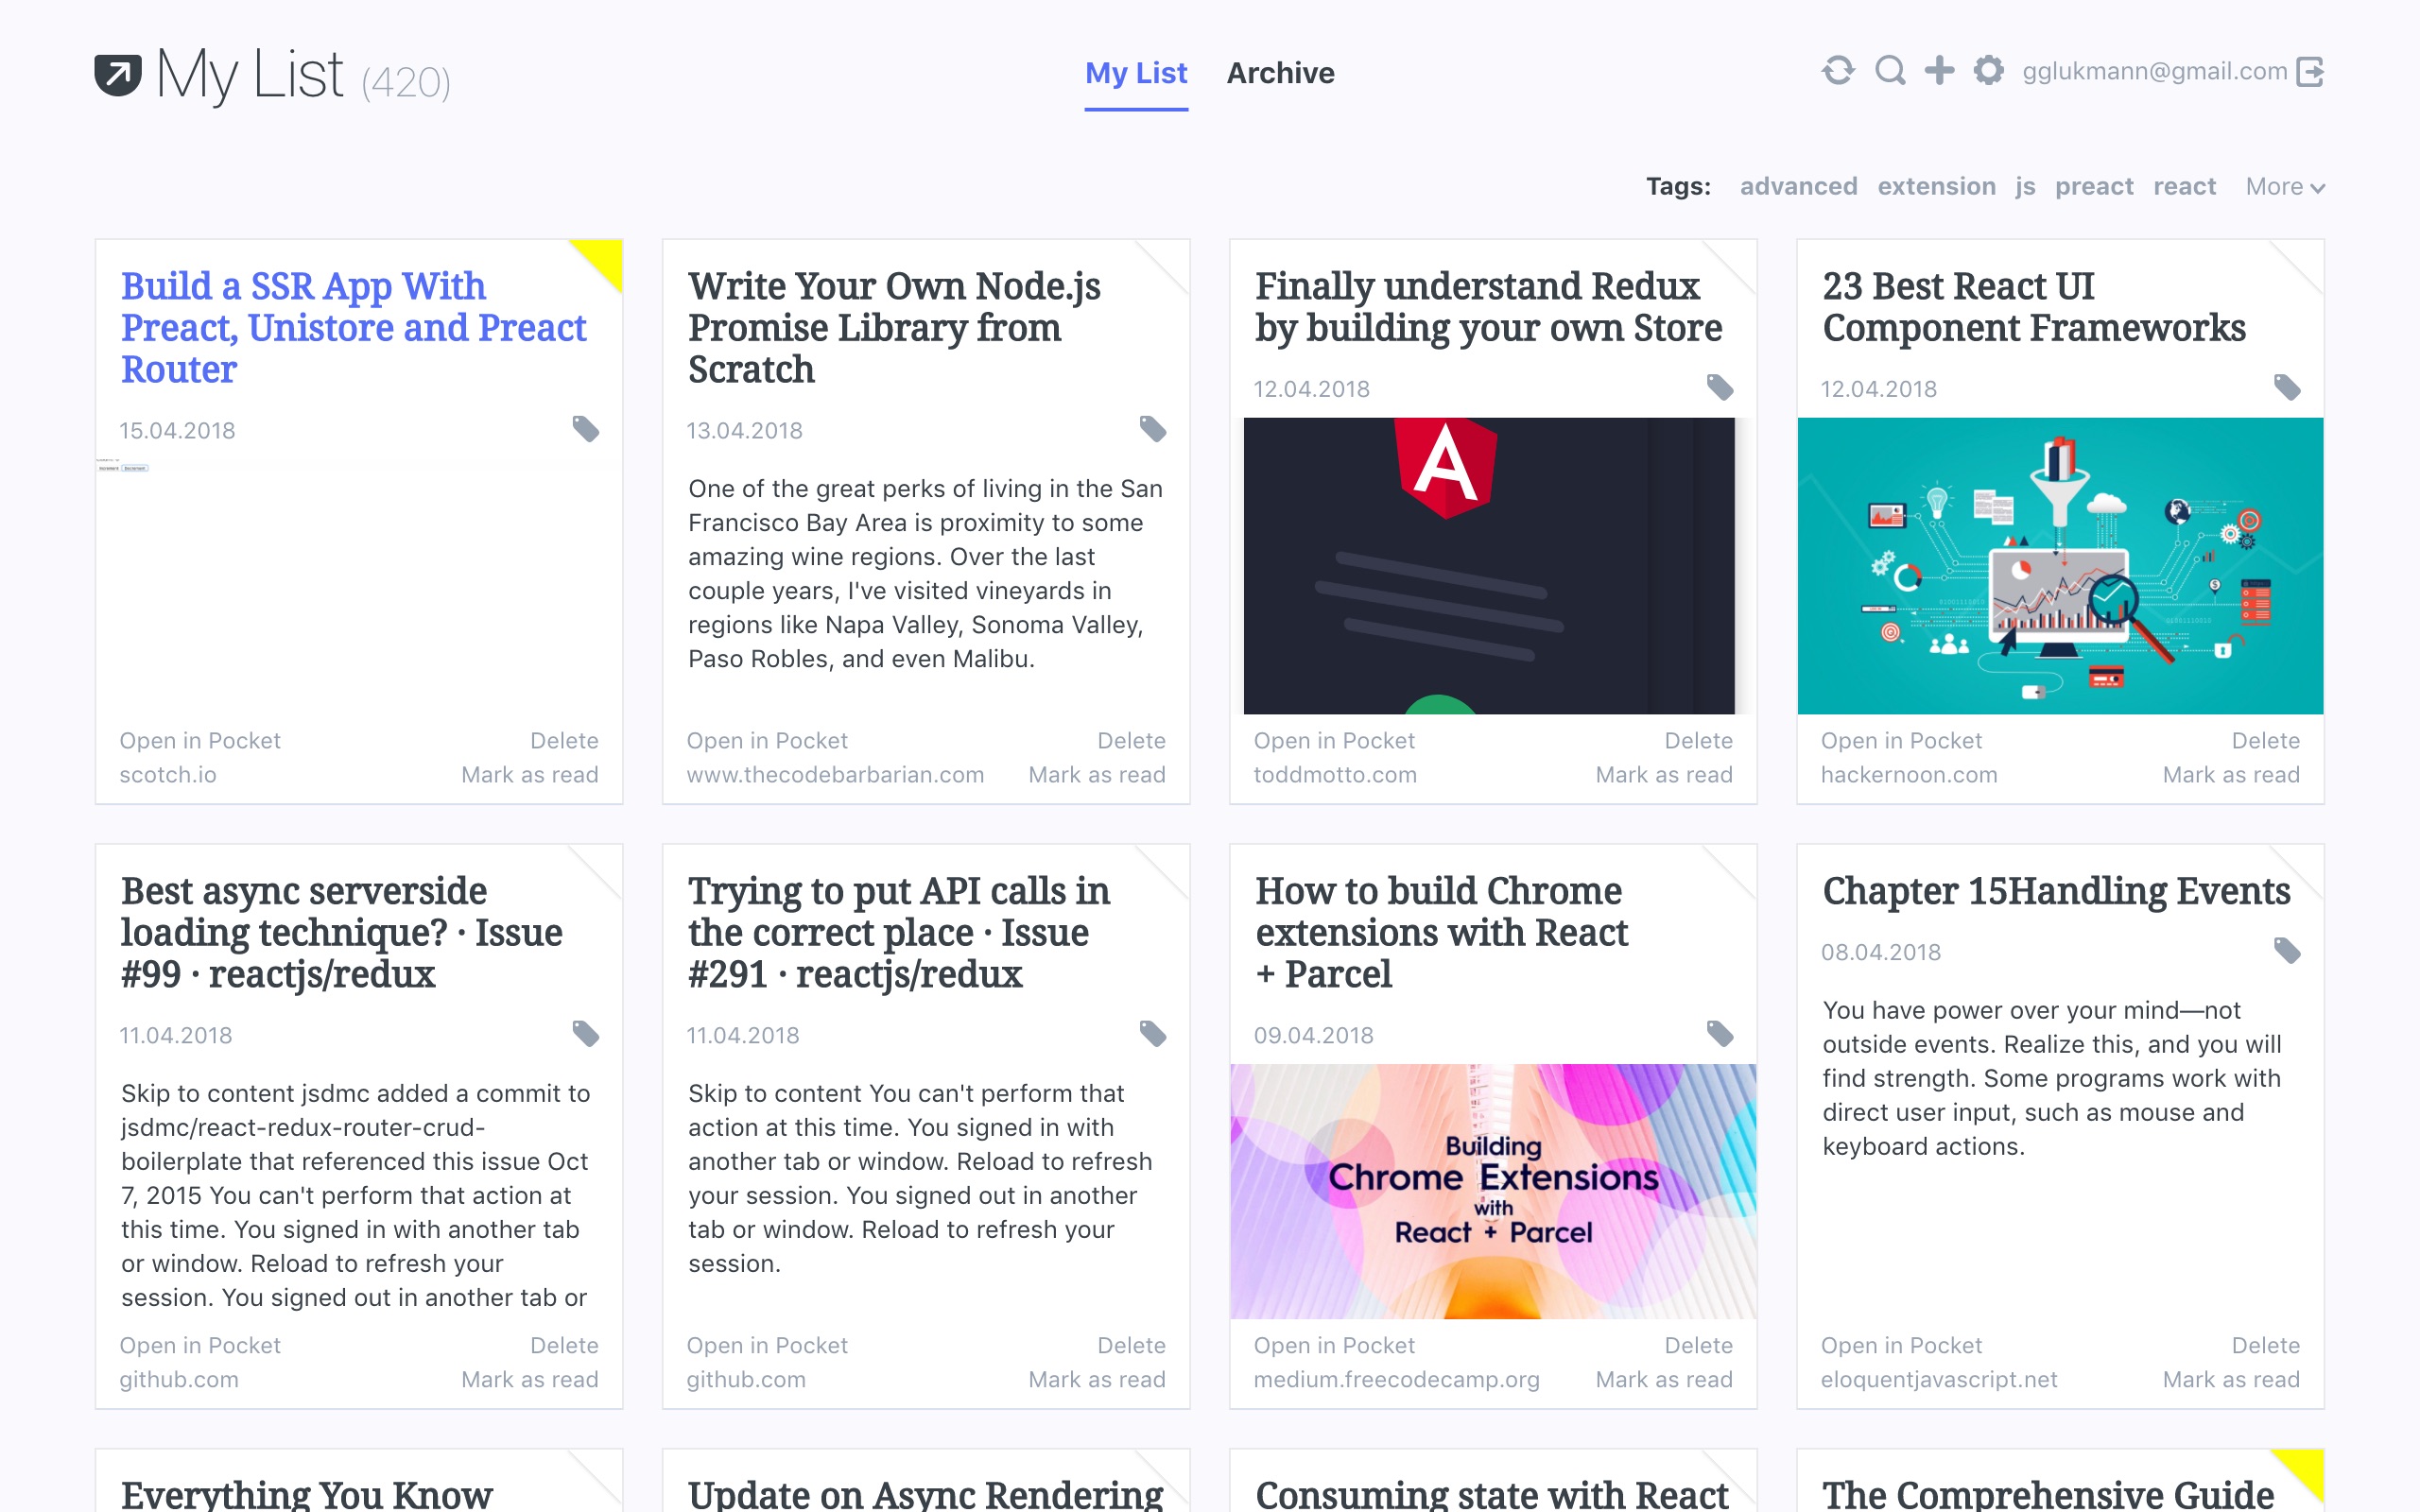 My List (420)
My List
Archive
gglukmann@gmail.com
Tags: advanced extension js preact react More
Build a SSR App With
Preact, Unistore and Preact
Router
15.04.2018
Open in Pocket
Delete
scotch.io
Mark as read
Write Your Own Node.js
Promise Library from
Scratch
13.04.2018
One of the great perks of living in the San
Francisco Bay Area is proximity to some
amazing wine regions. Over the last
couple years, I've visited vineyards in
regions like Napa Valley, Sonoma Valley,
Paso Robles, and even Malibu.
Open in Pocket
Delete
www.thecodebarbarian.com
Mark as read
Finally understand Redux
by building your own Store
12.04.2018
A
Open in Pocket
Delete
toddmotto.com
Mark as read
23 Best React UI
Component Frameworks
12.04.2018
Open in Pocket
Delete
hackernoon.com
Mark as read
Best async serverside
loading technique? · Issue
#99 · reactjs/redux
11.04.2018
Skip to content jsdmc added a commit to
jsdmc/react-redux-router-crud-
boilerplate that referenced this issue Oct
7, 2015 You can't perform that action at
this time. You signed in with another tab
or window. Reload to refresh your
session. You signed out in another tab or
Open in Pocket
Delete
github.com
Mark as read
Trying to put API calls in
the correct place · Issue
#291 · reactjs/redux
11.04.2018
Skip to content You can't perform that
action at this time. You signed in with
another tab or window. Reload to refresh
your session. You signed out in another
tab or window. Reload to refresh your
session.
Open in Pocket
Delete
github.com
Mark as read
How to build Chrome
extensions with React
+ Parcel
09.04.2018
Building
Chrome Extensions
with
React + Parcel
Open in Pocket
Delete
medium.freecodecamp.org
Mark as read
Chapter 15Handling Events
08.04.2018
You have power over your mind—not
outside events. Realize this, and you will
find strength. Some programs work with
direct user input, such as mouse and
keyboard actions.
Open in Pocket
Delete
eloquentjavascript.net
Mark as read
Everything You Know
Update on Async Rendering
Consuming state with React
The Comprehensive Guide